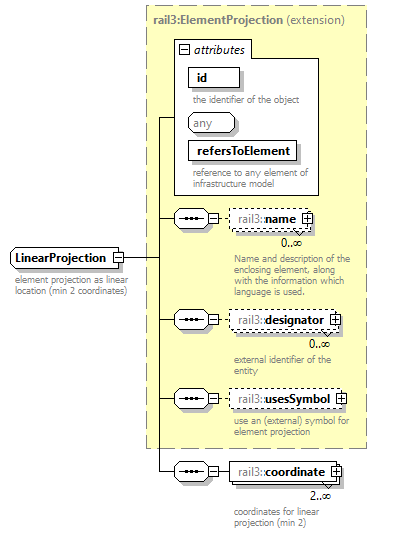 rail3:ElementProjection (extension)
attributes
id
the identifier of the object
any
refersToElement
reference to any element of
infrastructure model
rail3::name
0..∞
Name and description of the
enclosing element, along
with the information which
language is used.
LinearProjection
element projection as linear
location (min 2 coordinates)
rail3::designator
0..∞
external identifier of the
entity
rail3::usesSymbol
use an (external) symbol for
element projection
rail3::coordinate
2..∞
coordinates for linear
projection (min 2)